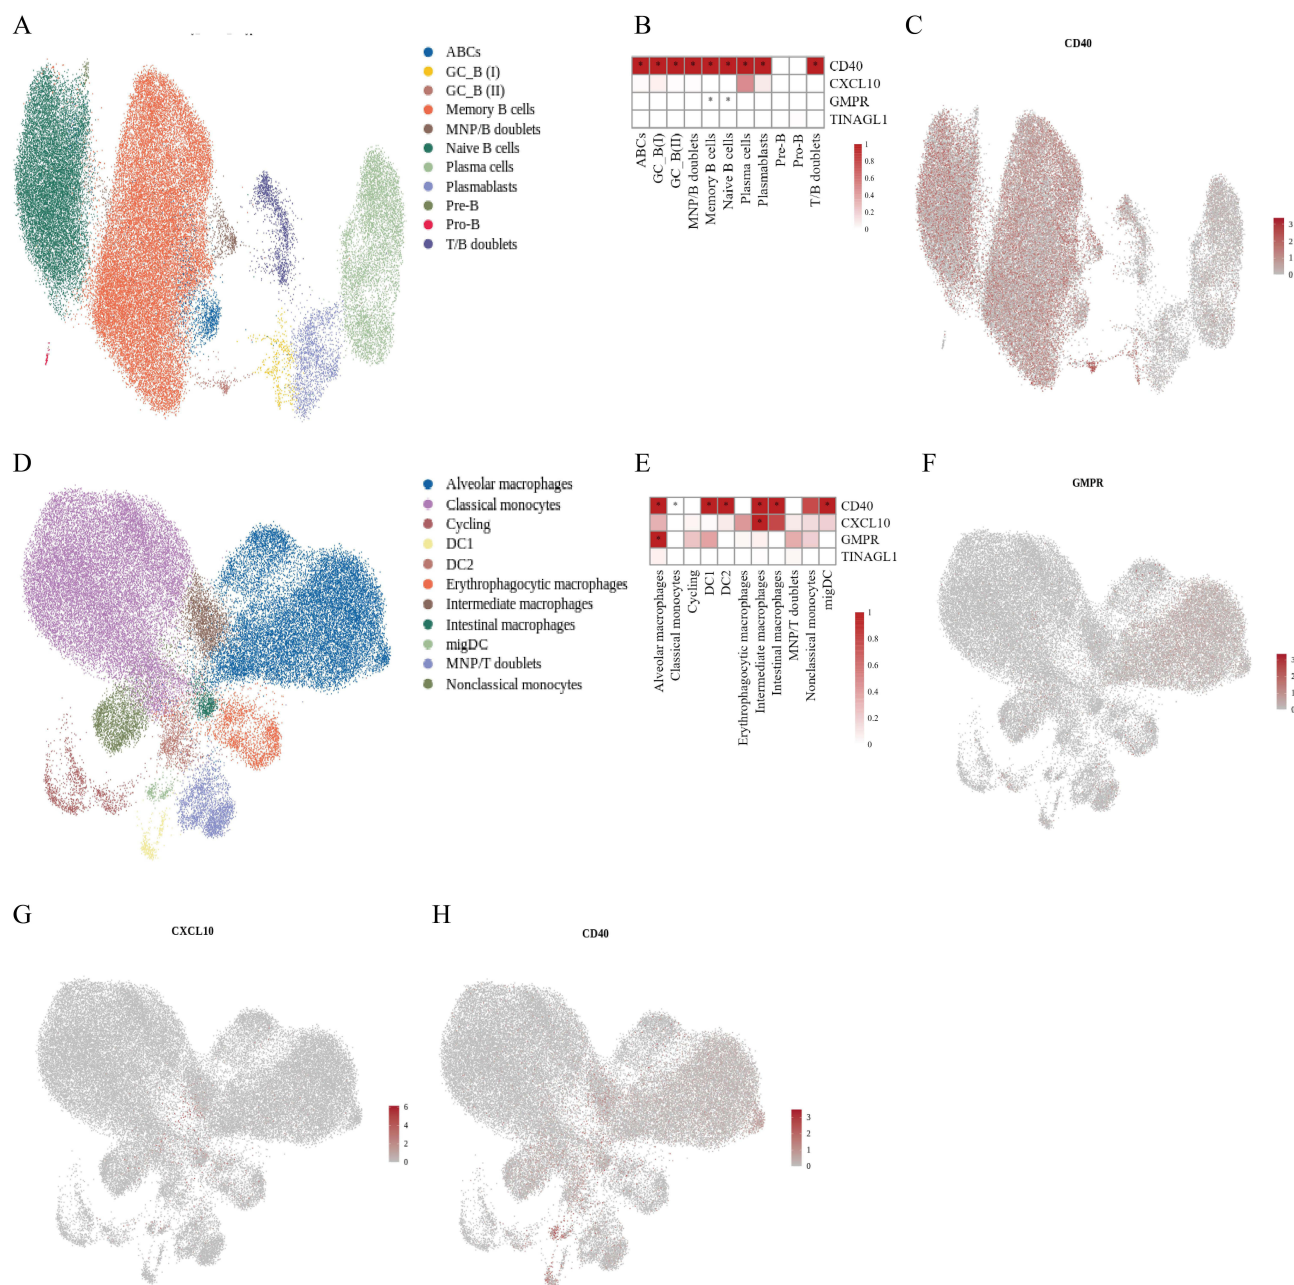 A
ABCs
GC_B (I)
GC_B (II)
Memory B cells
MNP/B doublets
Naive B cells
Plasma cells
Plasmablasts
Pre-B
Pro-B
T/B doublets
B
* * * * * * * * * CD40
CXCL10
* * GMPR
TINAGL1
ABCs
GC_B(I)
GC_B(II)
MNP/B doublets
Memory B cells
Naive B cells
Plasma cells
Plasmablasts
Pre-B
Pro-B
T/B doublets
1
0.8
0.6
0.4
0.2
0
C
CD40
3
2
1
0
D
Alveolar macrophages
Classical monocytes
Cycling
DC1
DC2
Erythrophagocytic macrophages
Intermediate macrophages
Intestinal macrophages
migDC
MNP/T doublets
Nonclassical monocytes
E
* * * * * * * CD40
* CXCL10
* GMPR
TINAGL1
Alveolar macrophages
Classical monocytes
Cycling
DC1
DC2
Erythrophagocytic macrophages
Intermediate macrophages
Intestinal macrophages
MNP/T doublets
Nonclassical monocytes
migDC
1
0.8
0.6
0.4
0.2
0
F
GMPR
3
2
1
0
G
CXCL10
6
4
2
0
H
CD40
3
2
1
0